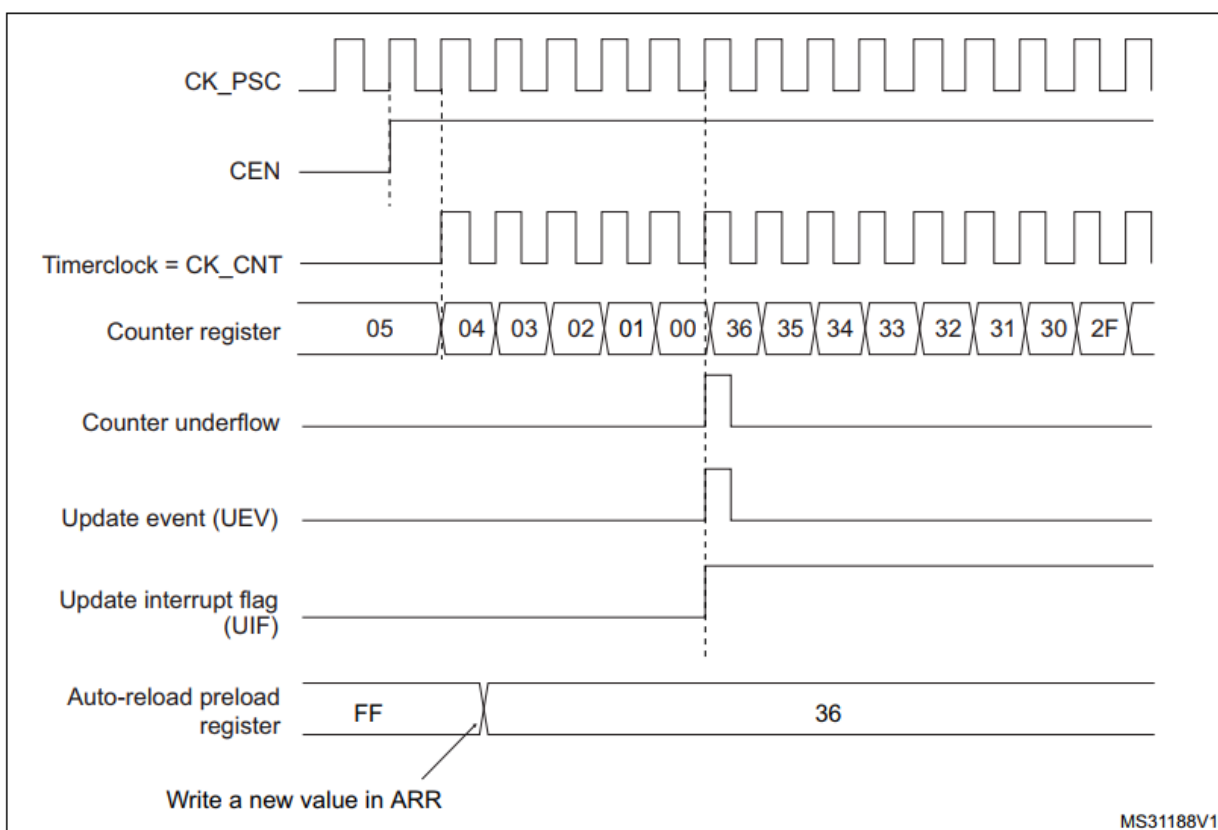 CK_PSC
CEN
Timerclock = CK_CNT
Counter register
05 04 03 02 01 00 36 35 34 33 32 31 30 2F
Counter underflow
Update event (UEV)
Update interrupt flag
(UIF)
Auto-reload preload
register
FF 36
Write a new value in ARR
MS31188V1